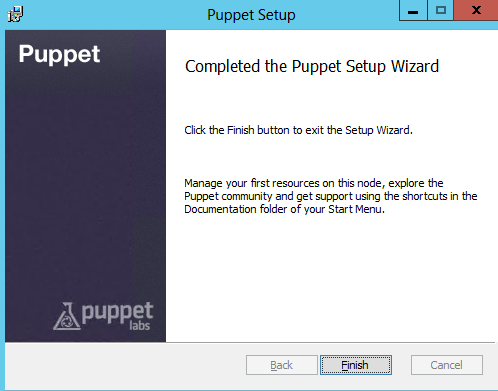 Puppet Setup
Puppet
Completed the Puppet Setup Wizard
Click the Finish button to exit the Setup Wizard.
Manage your first resources on this node, explore the
Puppet community and get support using the shortcuts in the
Documentation folder of your Start Menu.
puppet
labs
Back
Finish
Cancel